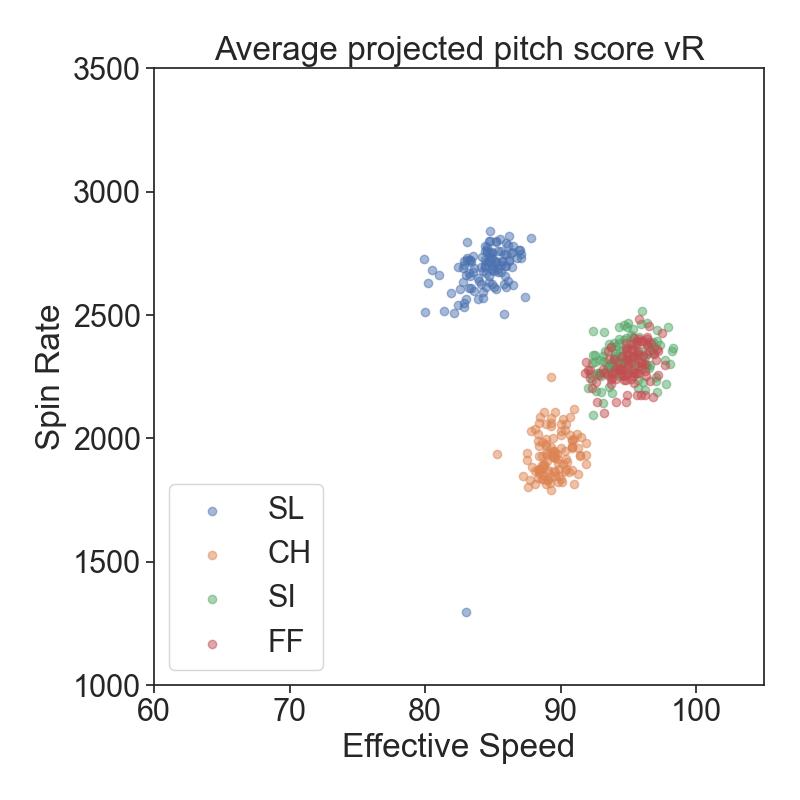 Average projected pitch score vR
3500
3000
2500
2000
1500
1000
Spin Rate
SL
CH
SI
FF
60 70 80 90 100
Effective Speed